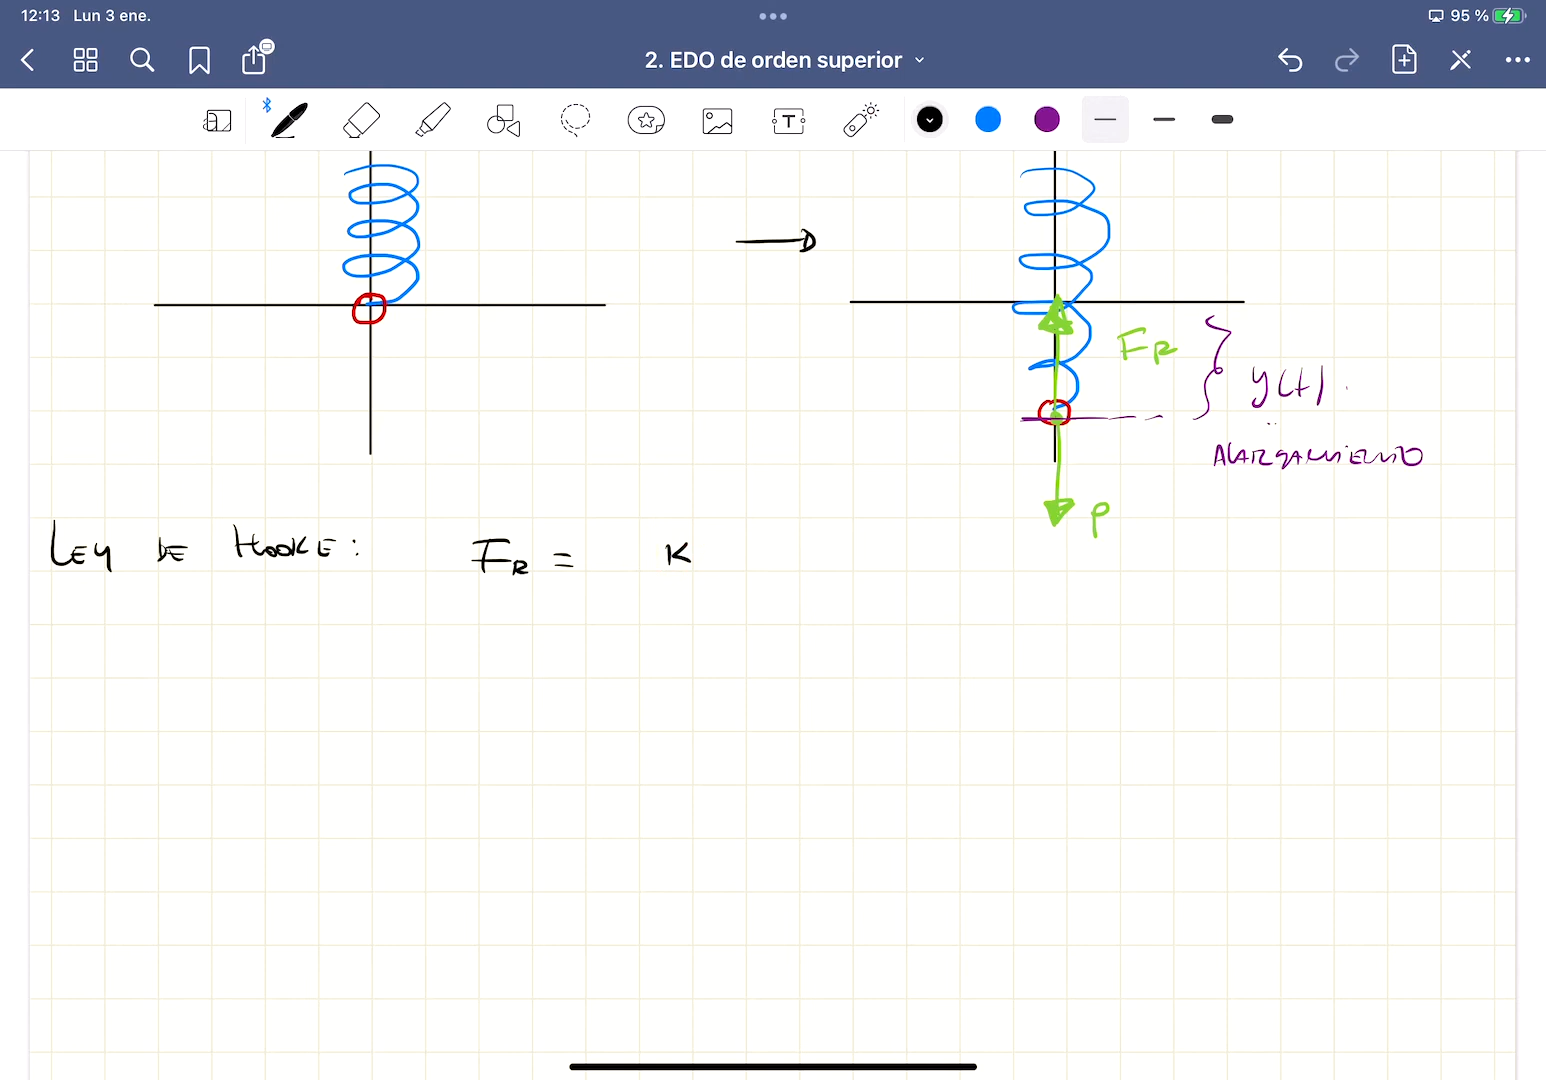 12:13 Lun 3 ene.
95 %
2. EDO de orden superior
T
FR
y(t).
ALARGAMIENTO
P
LEY DE HOOKE: FR = K